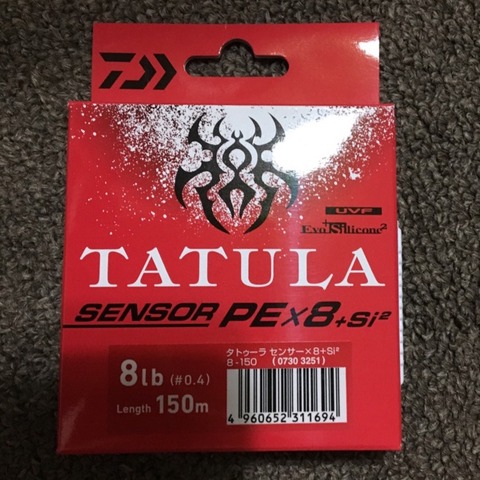 UVF
Evo Silicone2
TATULA
SENSOR PE×8+Si2
タトゥーラ センサー×8+Si2
8-150 (0730 3251)
8lb (#0.4)
Length 150m
4 960652 311694